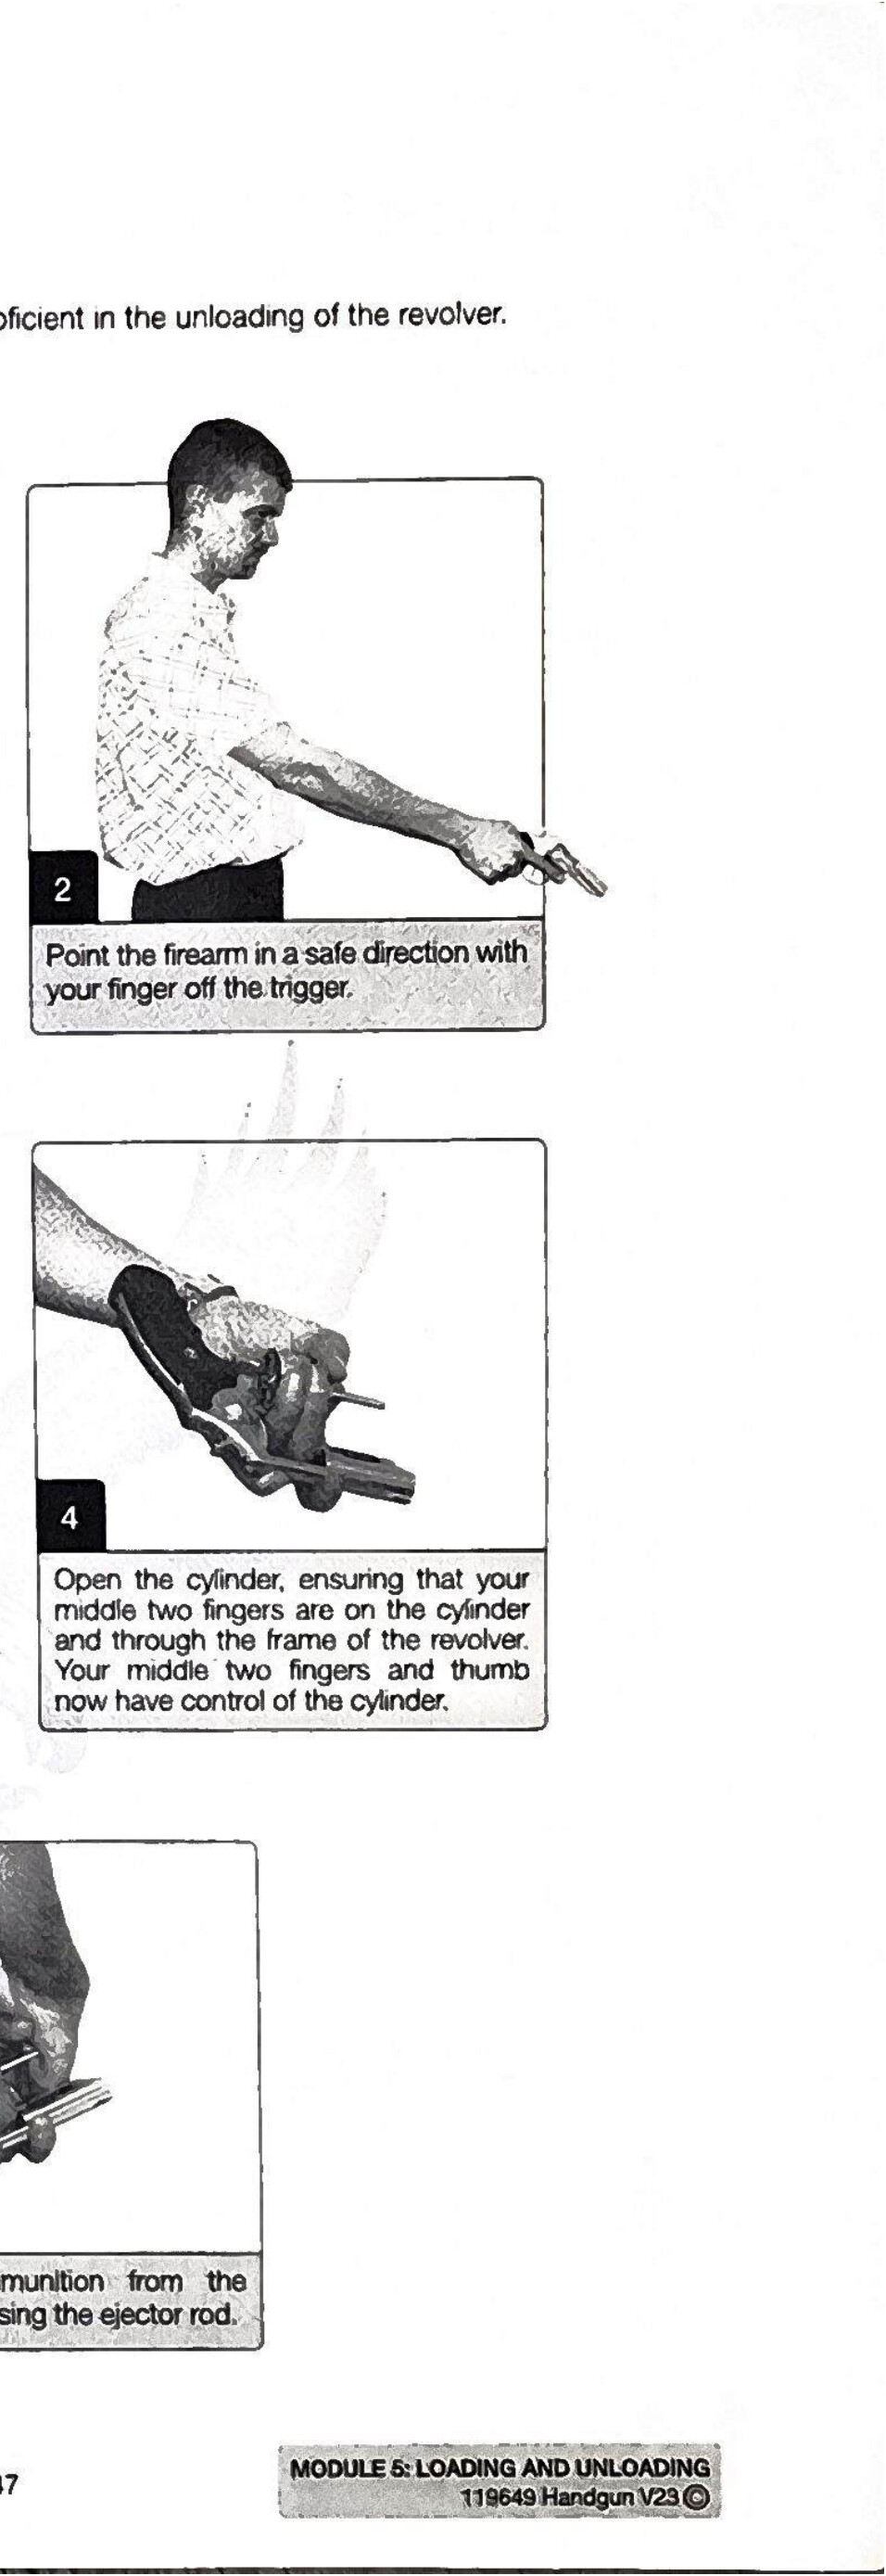 in the unloading of the revolver.
2
Point the firearm in a safe direction with
your finger off the trigger.
4
Open the cylinder, ensuring that your
middle two fingers are on the cylinder
and through the frame of the revolver.
Your middle two fingers and thumb
now have control of the cylinder.
from the
the ejector rod.
MODULE 5: LOADING AND UNLOADING
119649 Handgun V23 ©